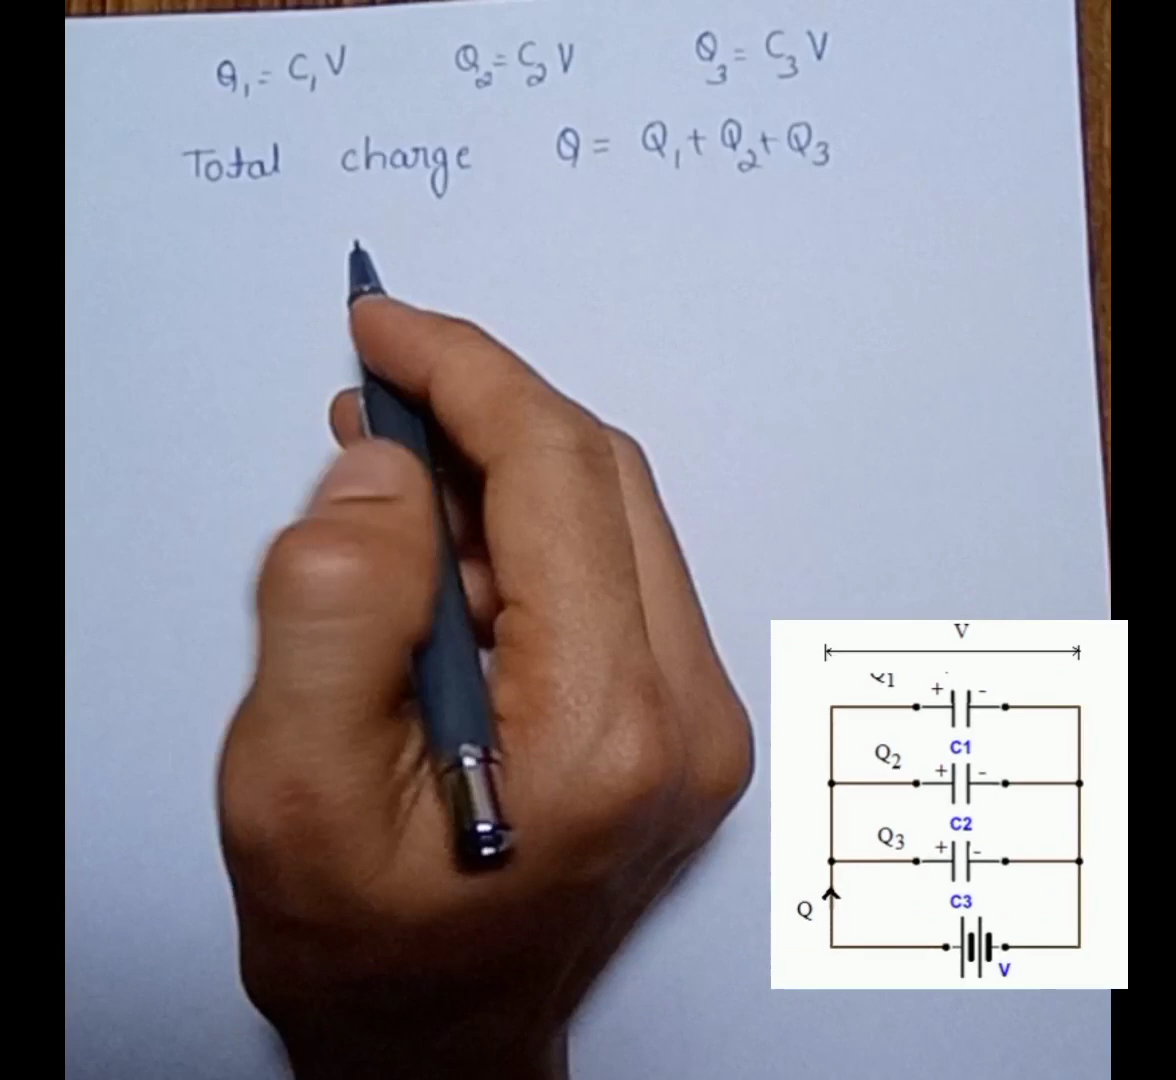 Q₁ = C₁V Q₂ = C₂V Q₃ = C₃V
Total charge Q = Q₁ + Q₂ + Q₃
V
+ -
C1
Q₂ + -
C2
Q₃ + -
C3
Q
V